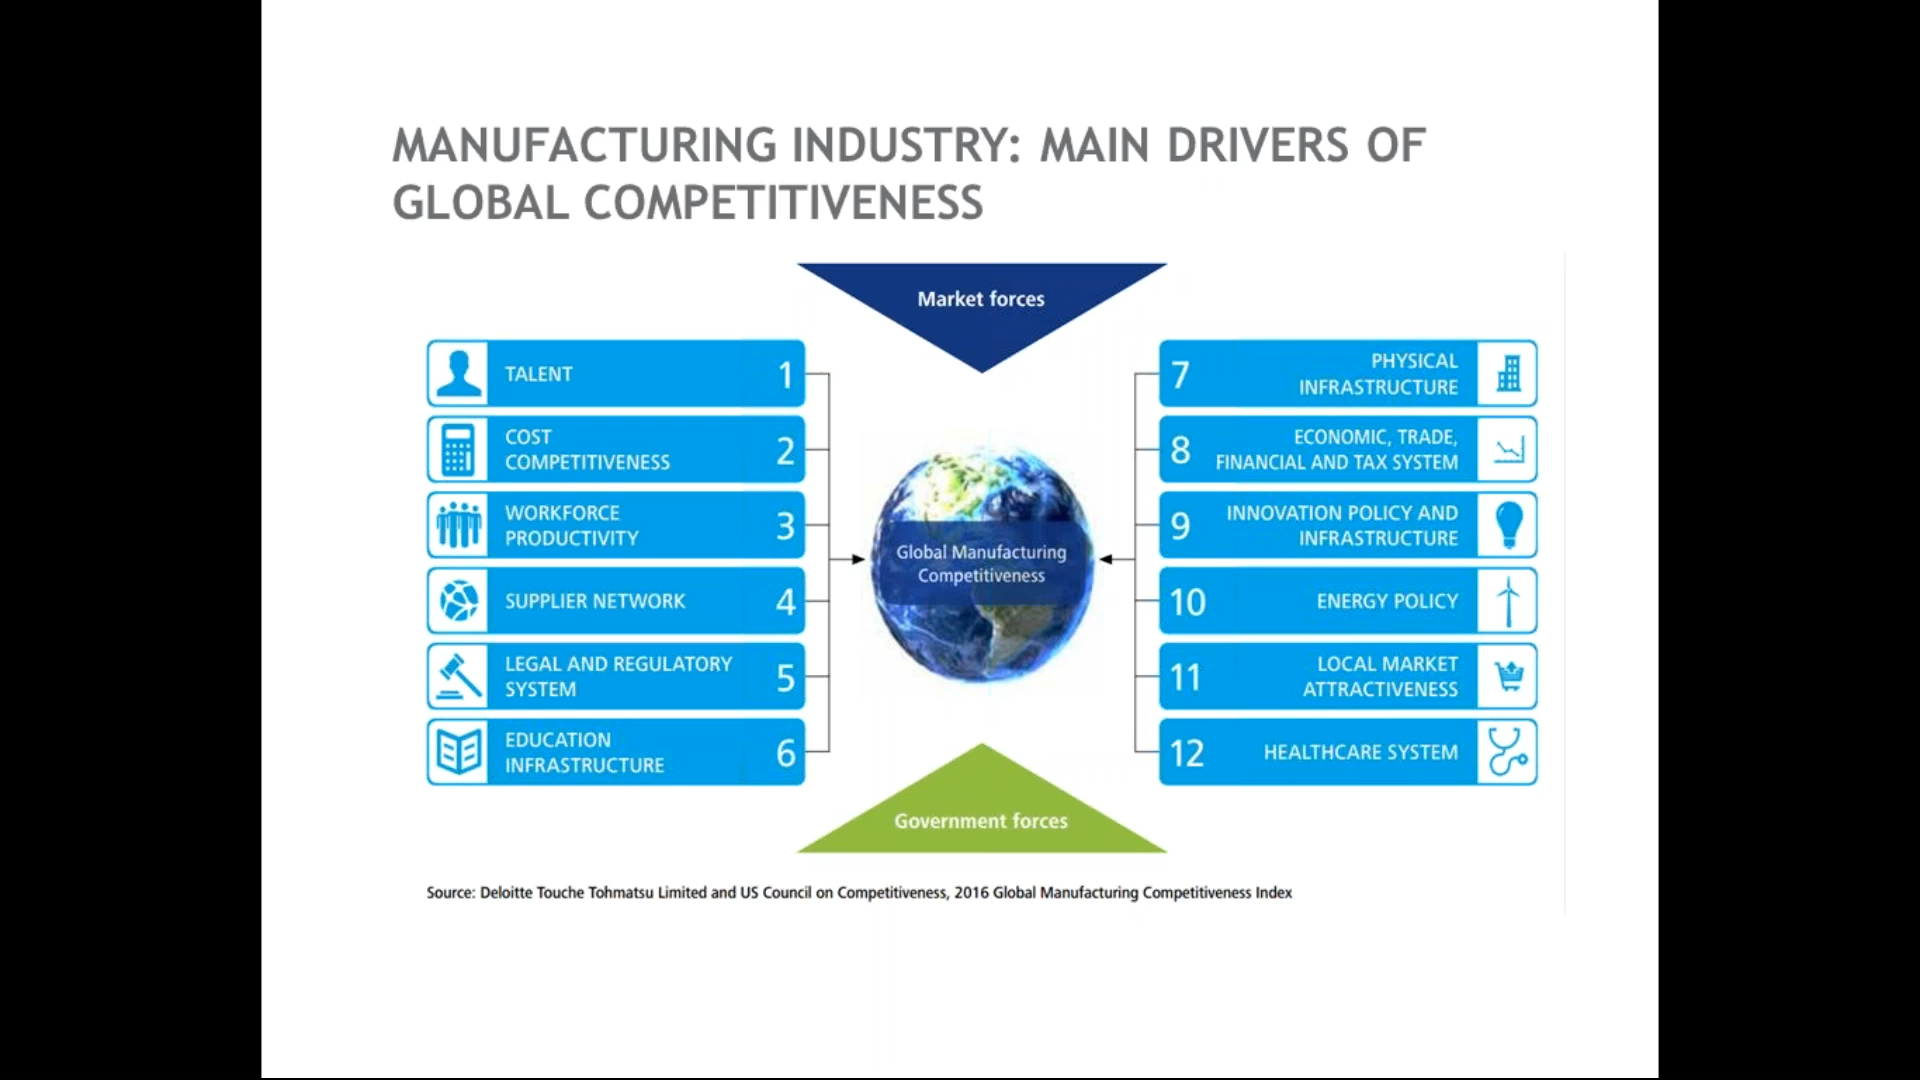 MANUFACTURING INDUSTRY: MAIN DRIVERS OF
GLOBAL COMPETITIVENESS
Market forces
TALENT 1
COST
COMPETITIVENESS 2
WORKFORCE
PRODUCTIVITY 3
SUPPLIER NETWORK 4
LEGAL AND REGULATORY
SYSTEM 5
EDUCATION
INFRASTRUCTURE 6
Global Manufacturing
Competitiveness
7 PHYSICAL
INFRASTRUCTURE
8 ECONOMIC, TRADE,
FINANCIAL AND TAX SYSTEM
9 INNOVATION POLICY AND
INFRASTRUCTURE
10 ENERGY POLICY
11 LOCAL MARKET
ATTRACTIVENESS
12 HEALTHCARE SYSTEM
Government forces
Source: Deloitte Touche Tohmatsu Limited and US Council on Competitiveness, 2016 Global Manufacturing Competitiveness Index